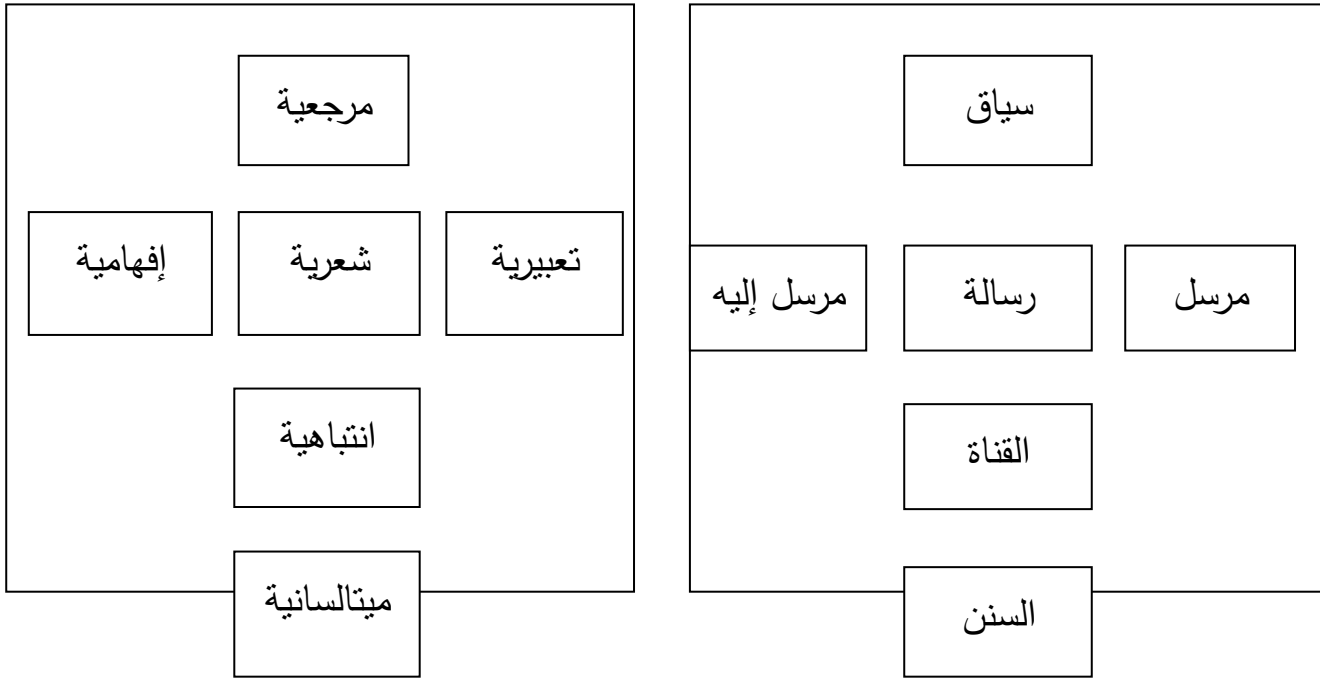 سياق
مرسل
رسالة
مرسل إليه
القناة
السنن
مرجعية
تعبيرية
شعرية
إفهامية
انتباهية
ميتالسانية